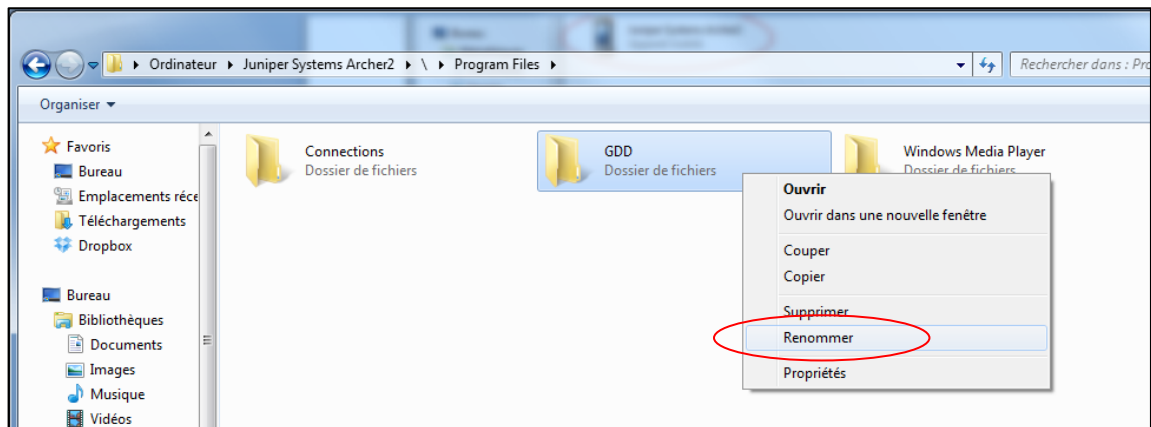 Ordinateur ▸ Juniper Systems Archer2 ▸ \ ▸ Program Files ▸
Rechercher dans : Pro
Organiser
Favoris
Bureau
Emplacements réce
Téléchargements
Dropbox
Bureau
Bibliothèques
Documents
Images
Musique
Vidéos
Connections
Dossier de fichiers
GDD
Dossier de fichiers
Windows Media Player
Dossier de fichiers
Ouvrir
Ouvrir dans une nouvelle fenêtre
Couper
Copier
Supprimer
Renommer
Propriétés